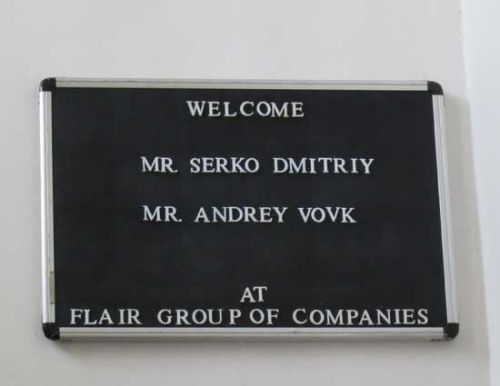 WELCOME
MR. SERKO DMITRIY
MR. ANDREY VOVK
AT
FLAIR GROUP OF COMPANIES